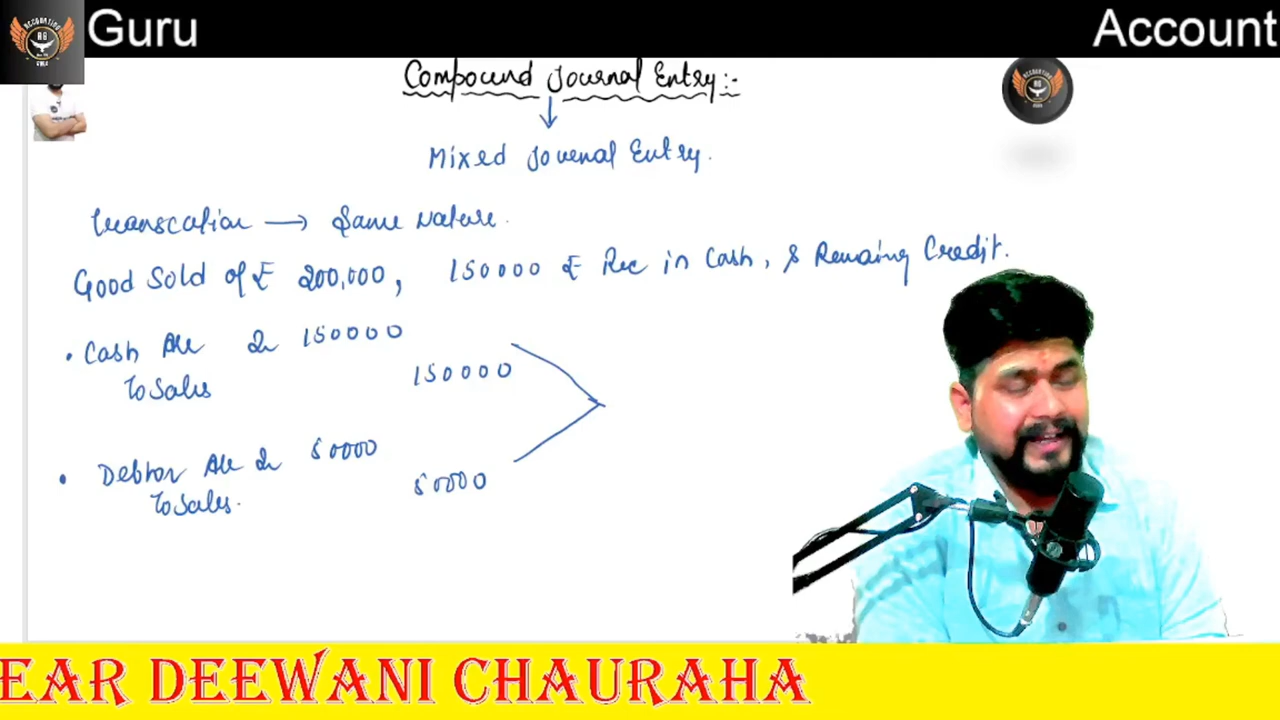 Guru
Account
Compound Journal Entry:-
Mixed Journal Entry.
transcation → Same Nature.
Good Sold of ₹ 200,000, 150000 ₹ Rec in Cash, & Remaing Credit.
• Cash A/c Dr 150000
To Sales 150000
• Debtor A/c Dr 50000
To Sales. 50000
EAR DEEWANI CHAURAHA